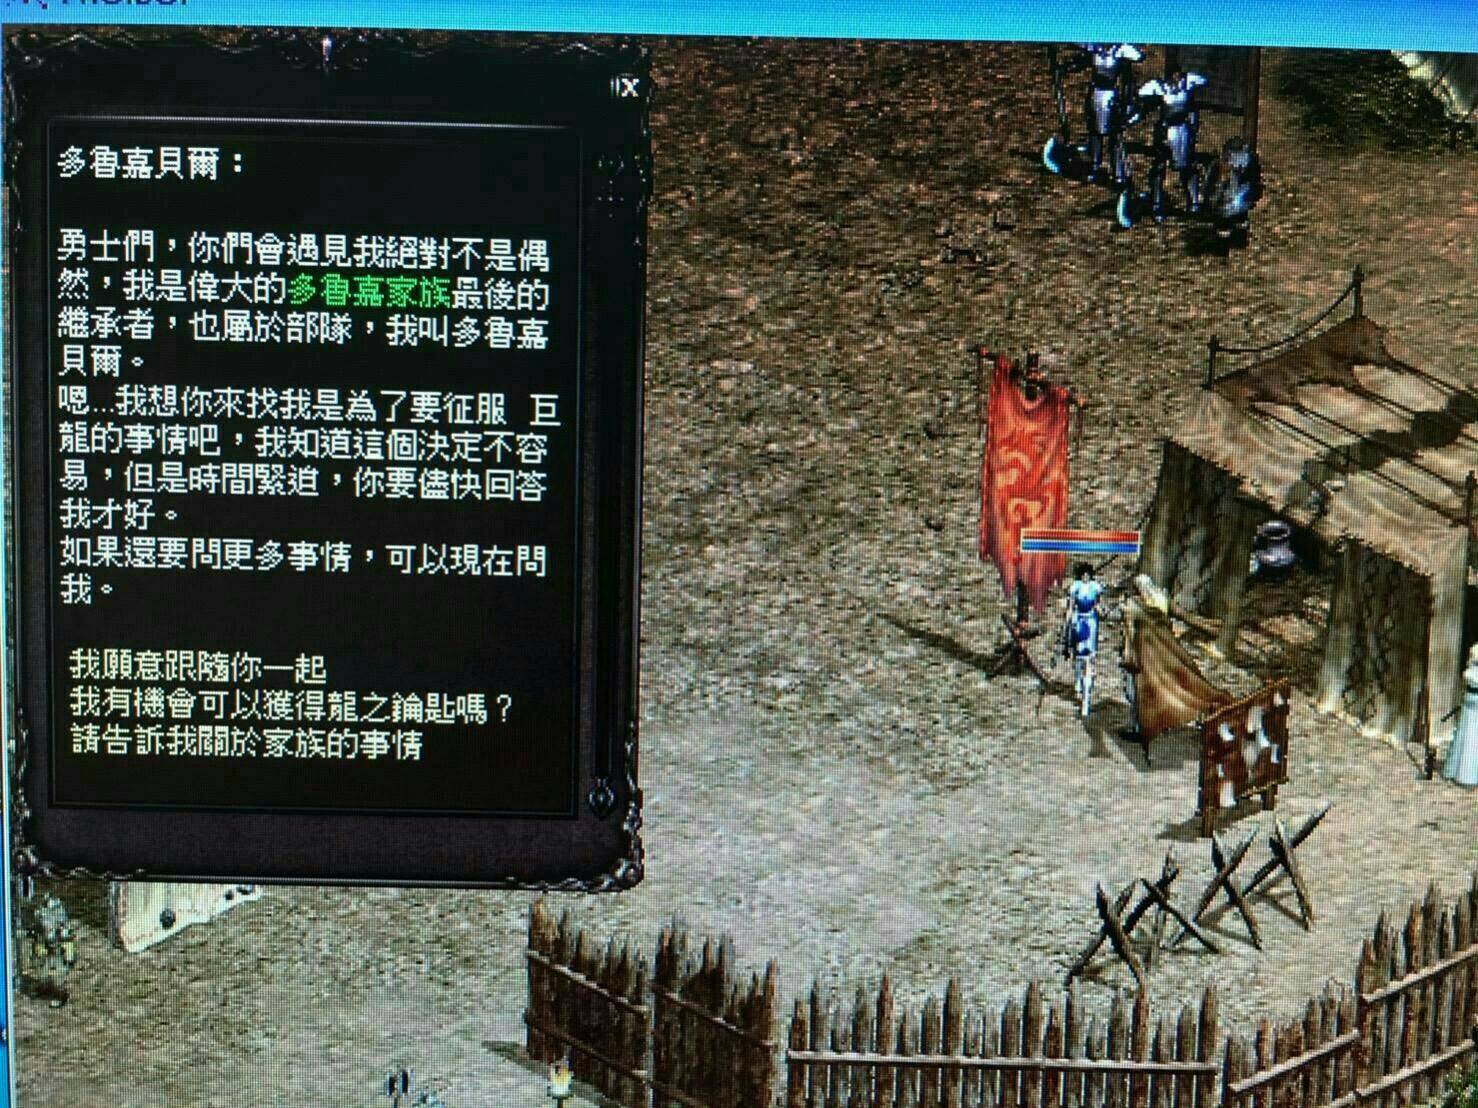 多魯嘉貝爾：
勇士們，你們會遇見我絕對不是偶
然，我是偉大的多魯嘉家族最後的
繼承者，也屬於部隊，我叫多魯嘉
貝爾。
嗯...我想你來找我是為了要征服 巨
龍的事情吧，我知道這個決定不容
易，但是時間緊迫，你要儘快回答
我才好。
如果還要問更多事情，可以現在問
我。
我願意跟隨你一起
我有機會可以獲得龍之鑰匙嗎？
請告訴我關於家族的事情